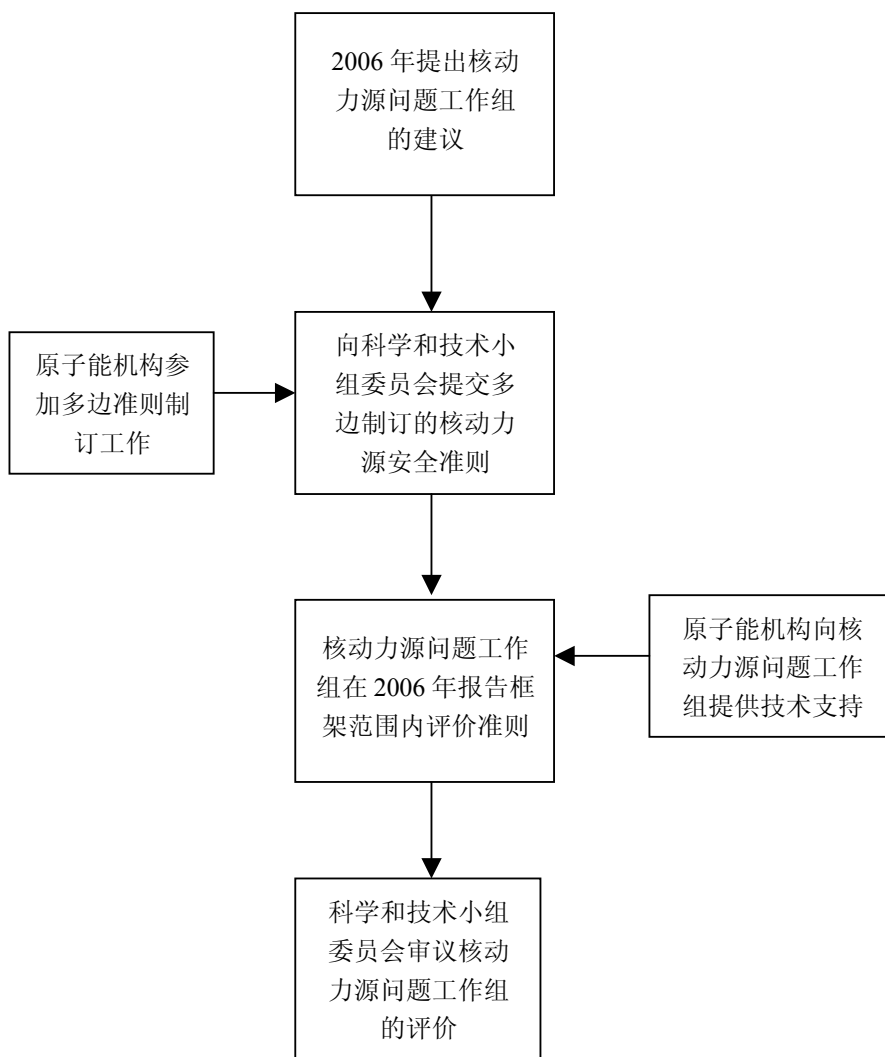 2006 年提出核动
力源问题工作组
的建议
原子能机构参
加多边准则制
订工作
向科学和技术小
组委员会提交多
边制订的核动力
源安全准则
核动力源问题工作
组在 2006 年报告框
架范围内评价准则
原子能机构向核
动力源问题工作
组提供技术支持
科学和技术小组
委员会审议核动
力源问题工作组
的评价